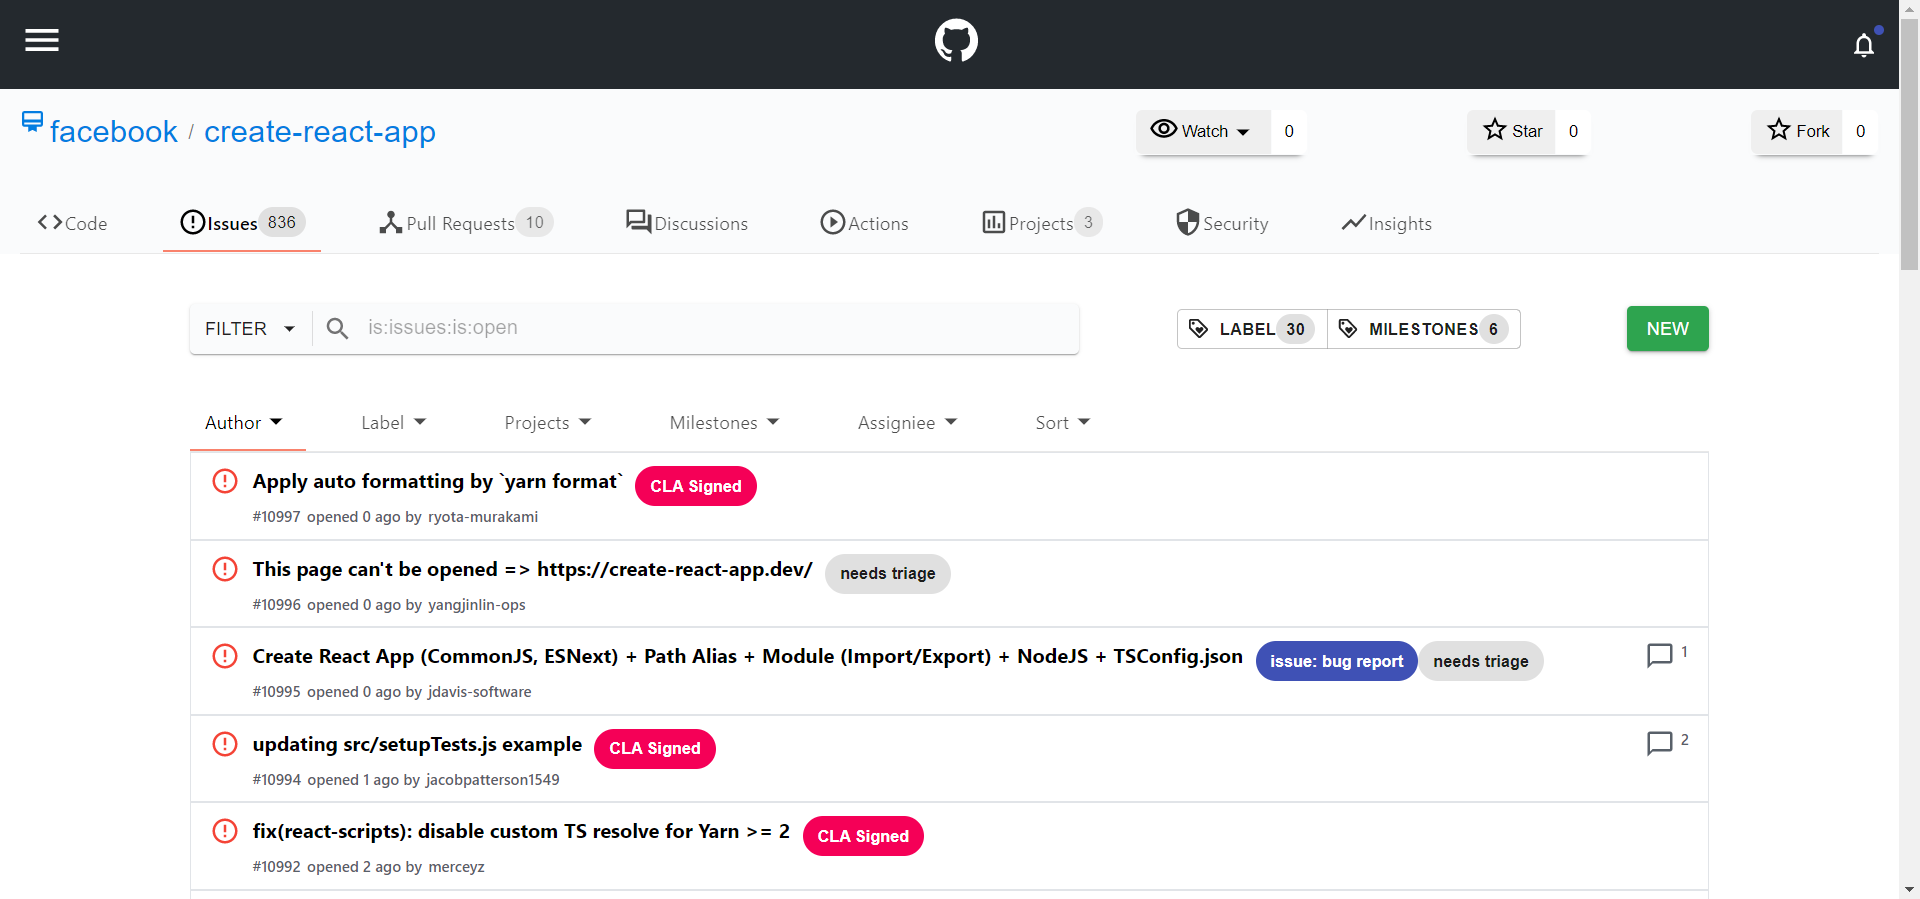 facebook / create-react-app
Watch 0
Star 0
Fork 0
Code
Issues 836
Pull Requests 10
Discussions
Actions
Projects 3
Security
Insights
FILTER
is:issues:is:open
LABEL 30
MILESTONES 6
NEW
Author
Label
Projects
Milestones
Assigniee
Sort
Apply auto formatting by `yarn format` CLA Signed
#10997 opened 0 ago by ryota-murakami
This page can't be opened => https://create-react-app.dev/ needs triage
#10996 opened 0 ago by yangjinlin-ops
Create React App (CommonJS, ESNext) + Path Alias + Module (Import/Export) + NodeJS + TSConfig.json issue: bug report needs triage 1
#10995 opened 0 ago by jdavis-software
updating src/setupTests.js example CLA Signed 2
#10994 opened 1 ago by jacobpatterson1549
fix(react-scripts): disable custom TS resolve for Yarn >= 2 CLA Signed
#10992 opened 2 ago by merceyz